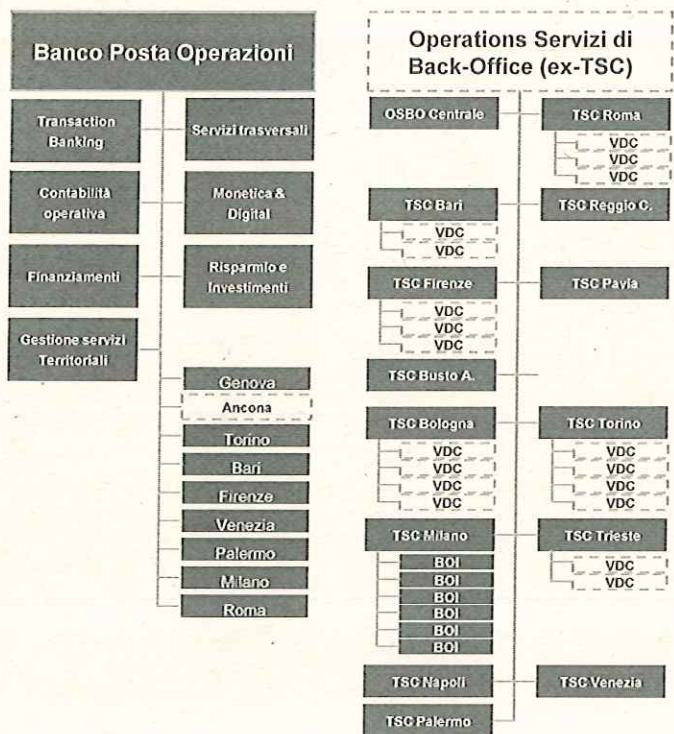 Banco Posta Operazioni
Transaction
Banking
Servizi trasversali
Contabilità
operativa
Monetica &
Digital
Finanziamenti
Risparmio e
Investimenti
Gestione servizi
Territoriali
Genova
Ancona
Torino
Bari
Firenze
Venezia
Palermo
Milano
Roma
Operations Servizi di
Back-Office (ex-TSC)
OSBO Centrale
TSC Roma
VDC
VDC
VDC
TSC Bari
VDC
VDC
TSC Reggio C.
TSC Firenze
VDC
VDC
VDC
TSC Pavia
TSC Busto A.
TSC Bologna
VDC
VDC
VDC
VDC
TSC Torino
VDC
VDC
VDC
VDC
TSC Milano
BOI
BOI
BOI
BOI
BOI
BOI
TSC Trieste
VDC
VDC
TSC Napoli
TSC Venezia
TSC Palermo